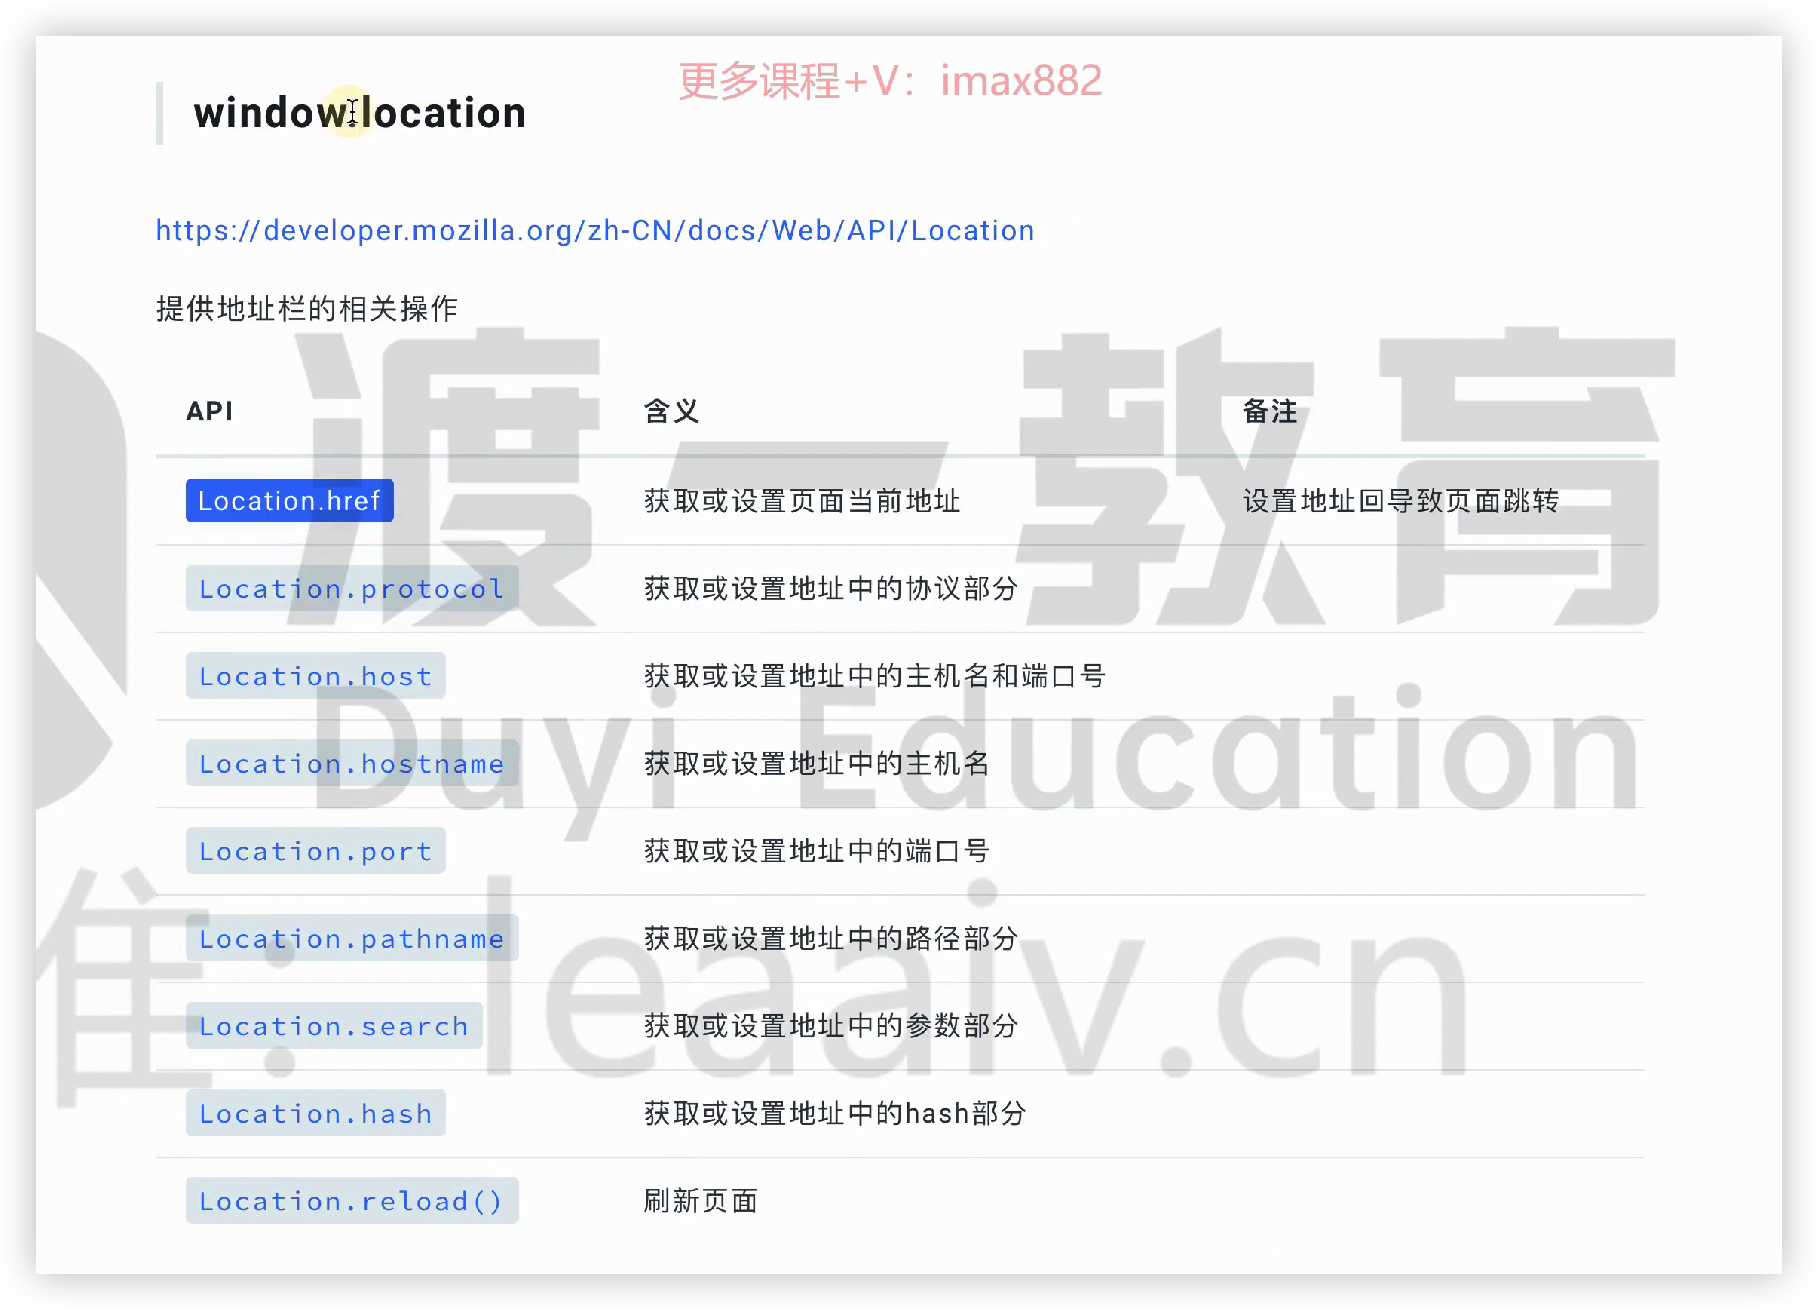 更多课程+V：imax882
window.location
https://developer.mozilla.org/zh-CN/docs/Web/API/Location
提供地址栏的相关操作
渡一教育
API 含义 备注
Location.href 获取或设置页面当前地址 设置地址回导致页面跳转
Location.protocol 获取或设置地址中的协议部分
Location.host 获取或设置地址中的主机名和端口号
Duyi Education
Location.hostname 获取或设置地址中的主机名
Location.port 获取或设置地址中的端口号
Location.pathname 获取或设置地址中的路径部分
: leaaiv.cn
Location.search 获取或设置地址中的参数部分
Location.hash 获取或设置地址中的hash部分
Location.reload() 刷新页面